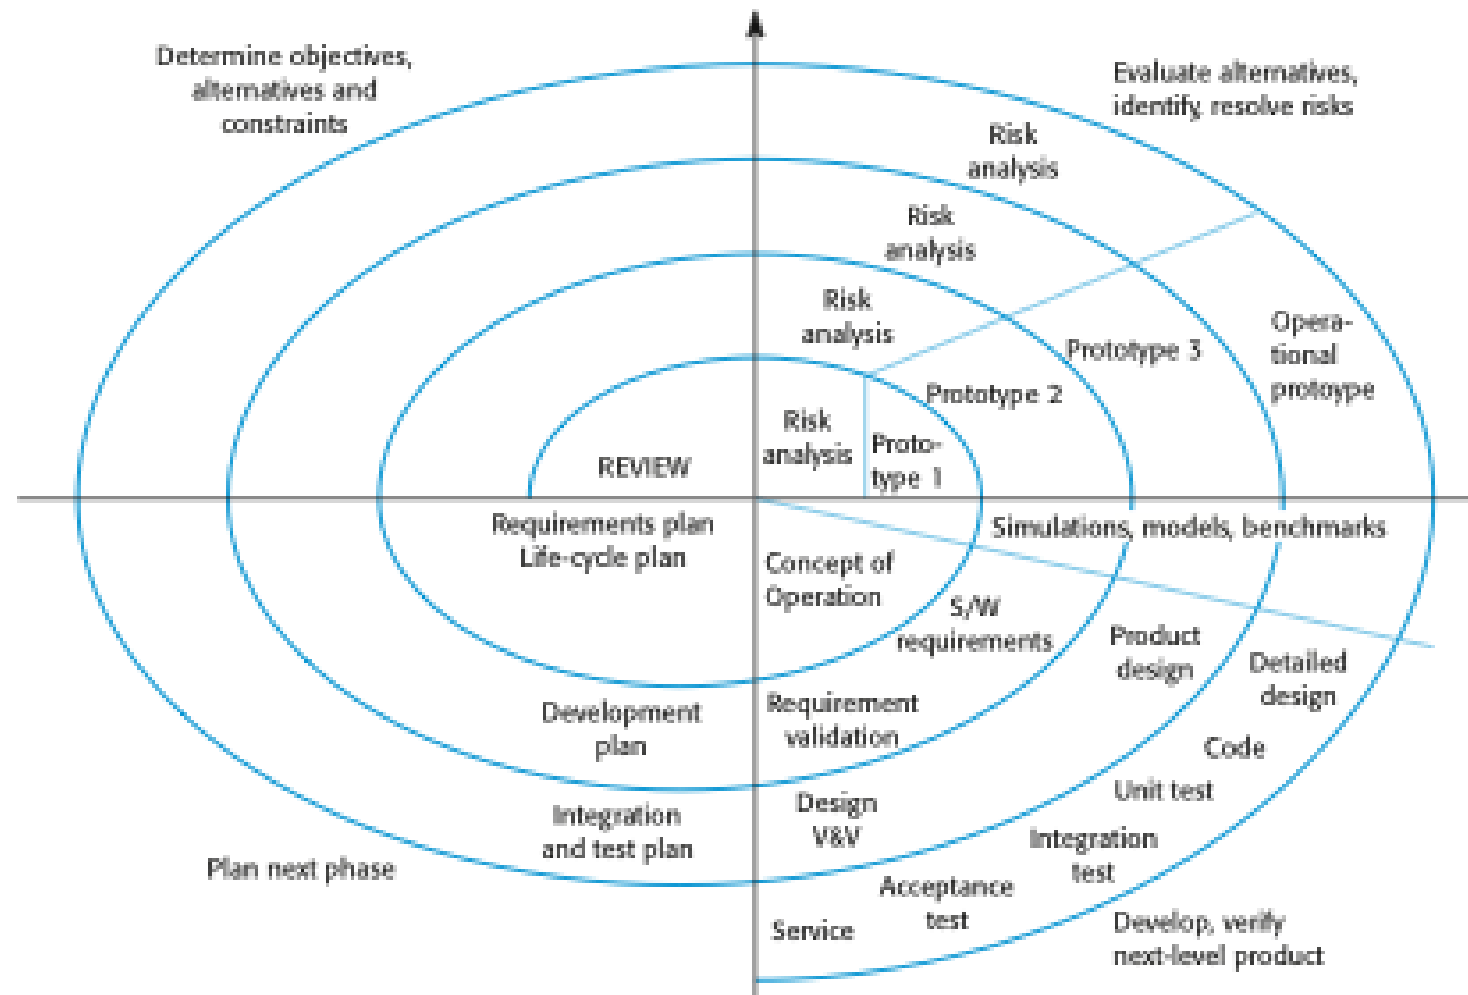 Determine objectives,
alternatives and
constraints
Evaluate alternatives,
identify, resolve risks
Risk
analysis
Risk
analysis
Risk
analysis
Risk
analysis
Proto-
type 1
Prototype 2
Prototype 3
Opera-
tional
protoype
REVIEW
Requirements plan
Life-cycle plan
Simulations, models, benchmarks
Concept of
Operation
S/W
requirements
Product
design
Detailed
design
Development
plan
Requirement
validation
Code
Unit test
Integration
and test plan
Design
V&V
Integration
test
Plan next phase
Acceptance
test
Service
Develop, verify
next-level product